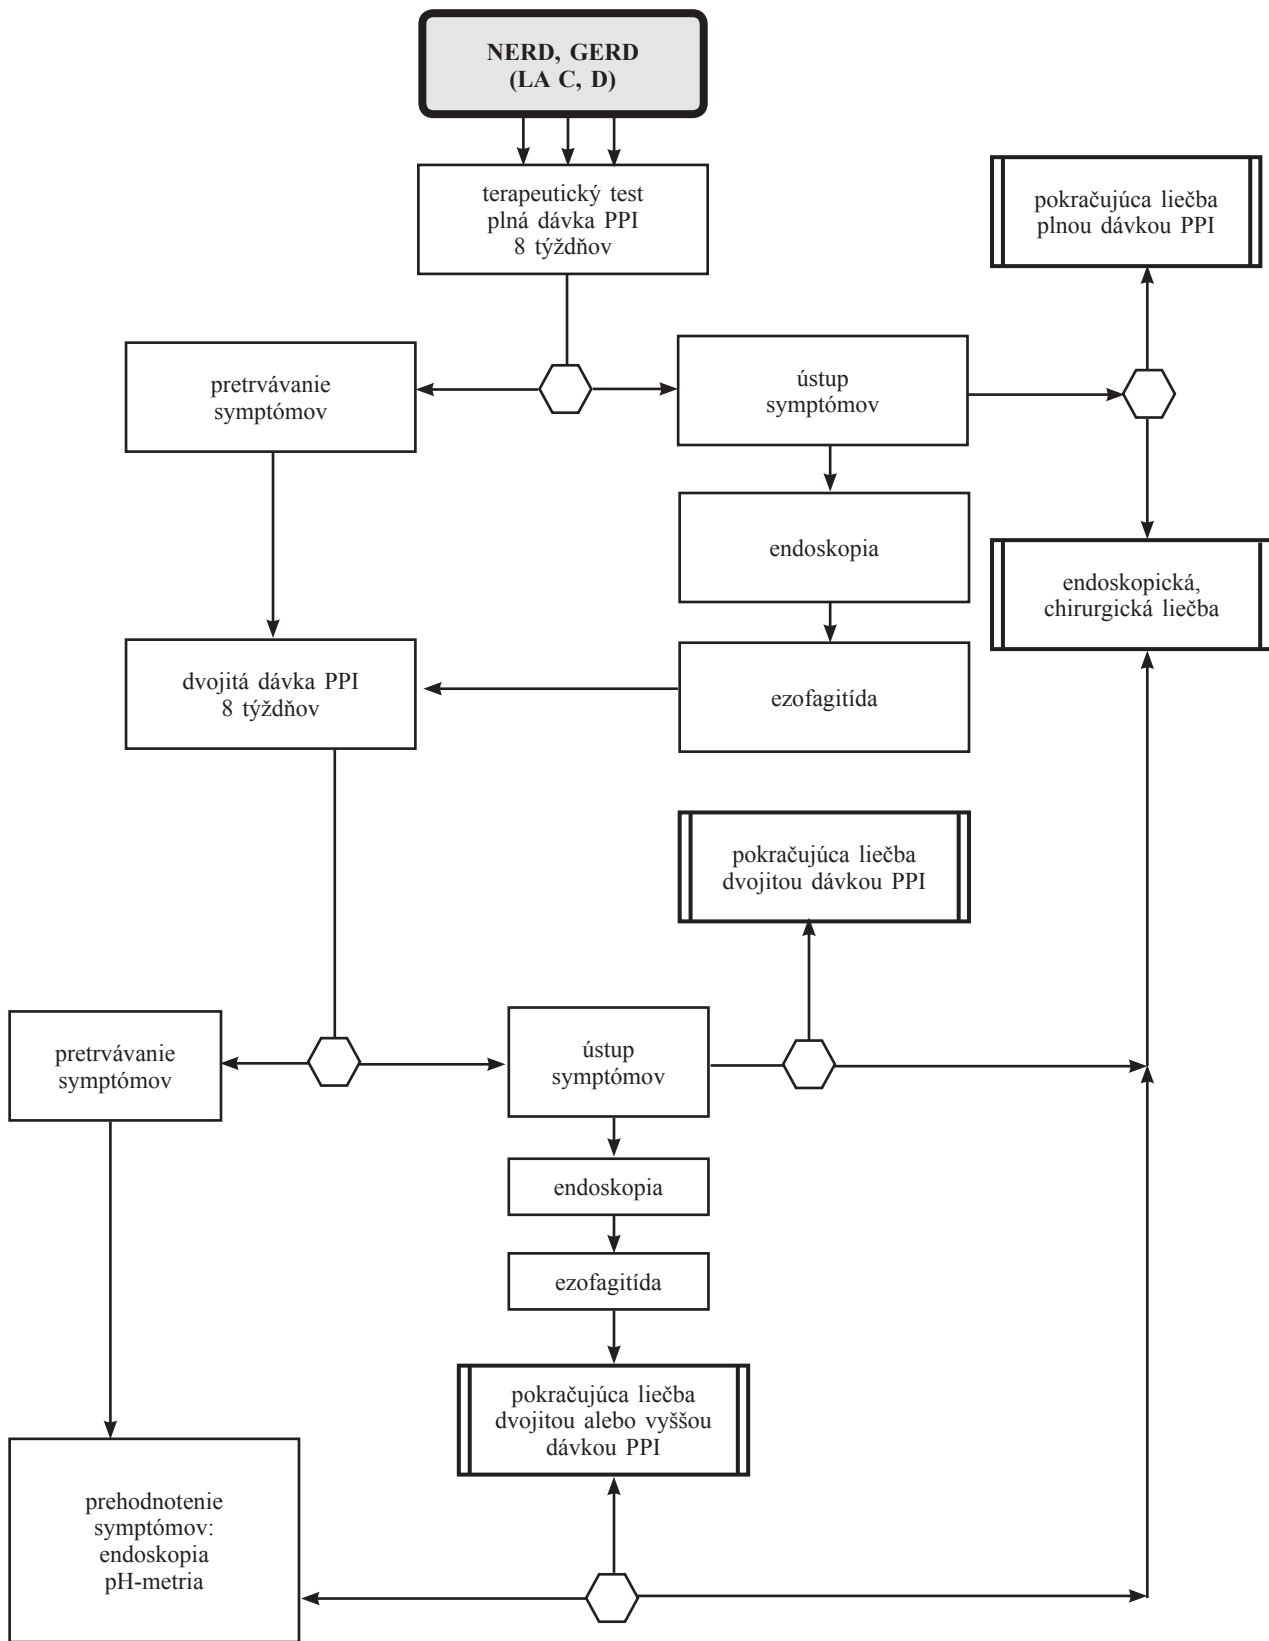 NERD, GERD
(LA C, D)
terapeutický test
plná dávka PPI
8 týždňov
pokračujúca liečba
plnou dávkou PPI
pretrvávanie
symptómov
ústup
symptómov
endoskopia
endoskopická,
chirurgická liečba
dvojitá dávka PPI
8 týždňov
ezofagitída
pokračujúca liečba
dvojitou dávkou PPI
pretrvávanie
symptómov
ústup
symptómov
endoskopia
ezofagitída
pokračujúca liečba
dvojitou alebo vyššou
dávkou PPI
prehodnotenie
symptómov:
endoskopia
pH-metria